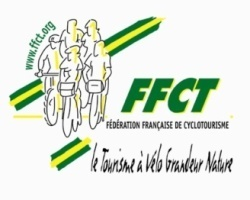 www.ffct.org
FFCT
FÉDÉRATION FRANÇAISE DE CYCLOTOURISME
le Tourisme à Vélo Grandeur Nature